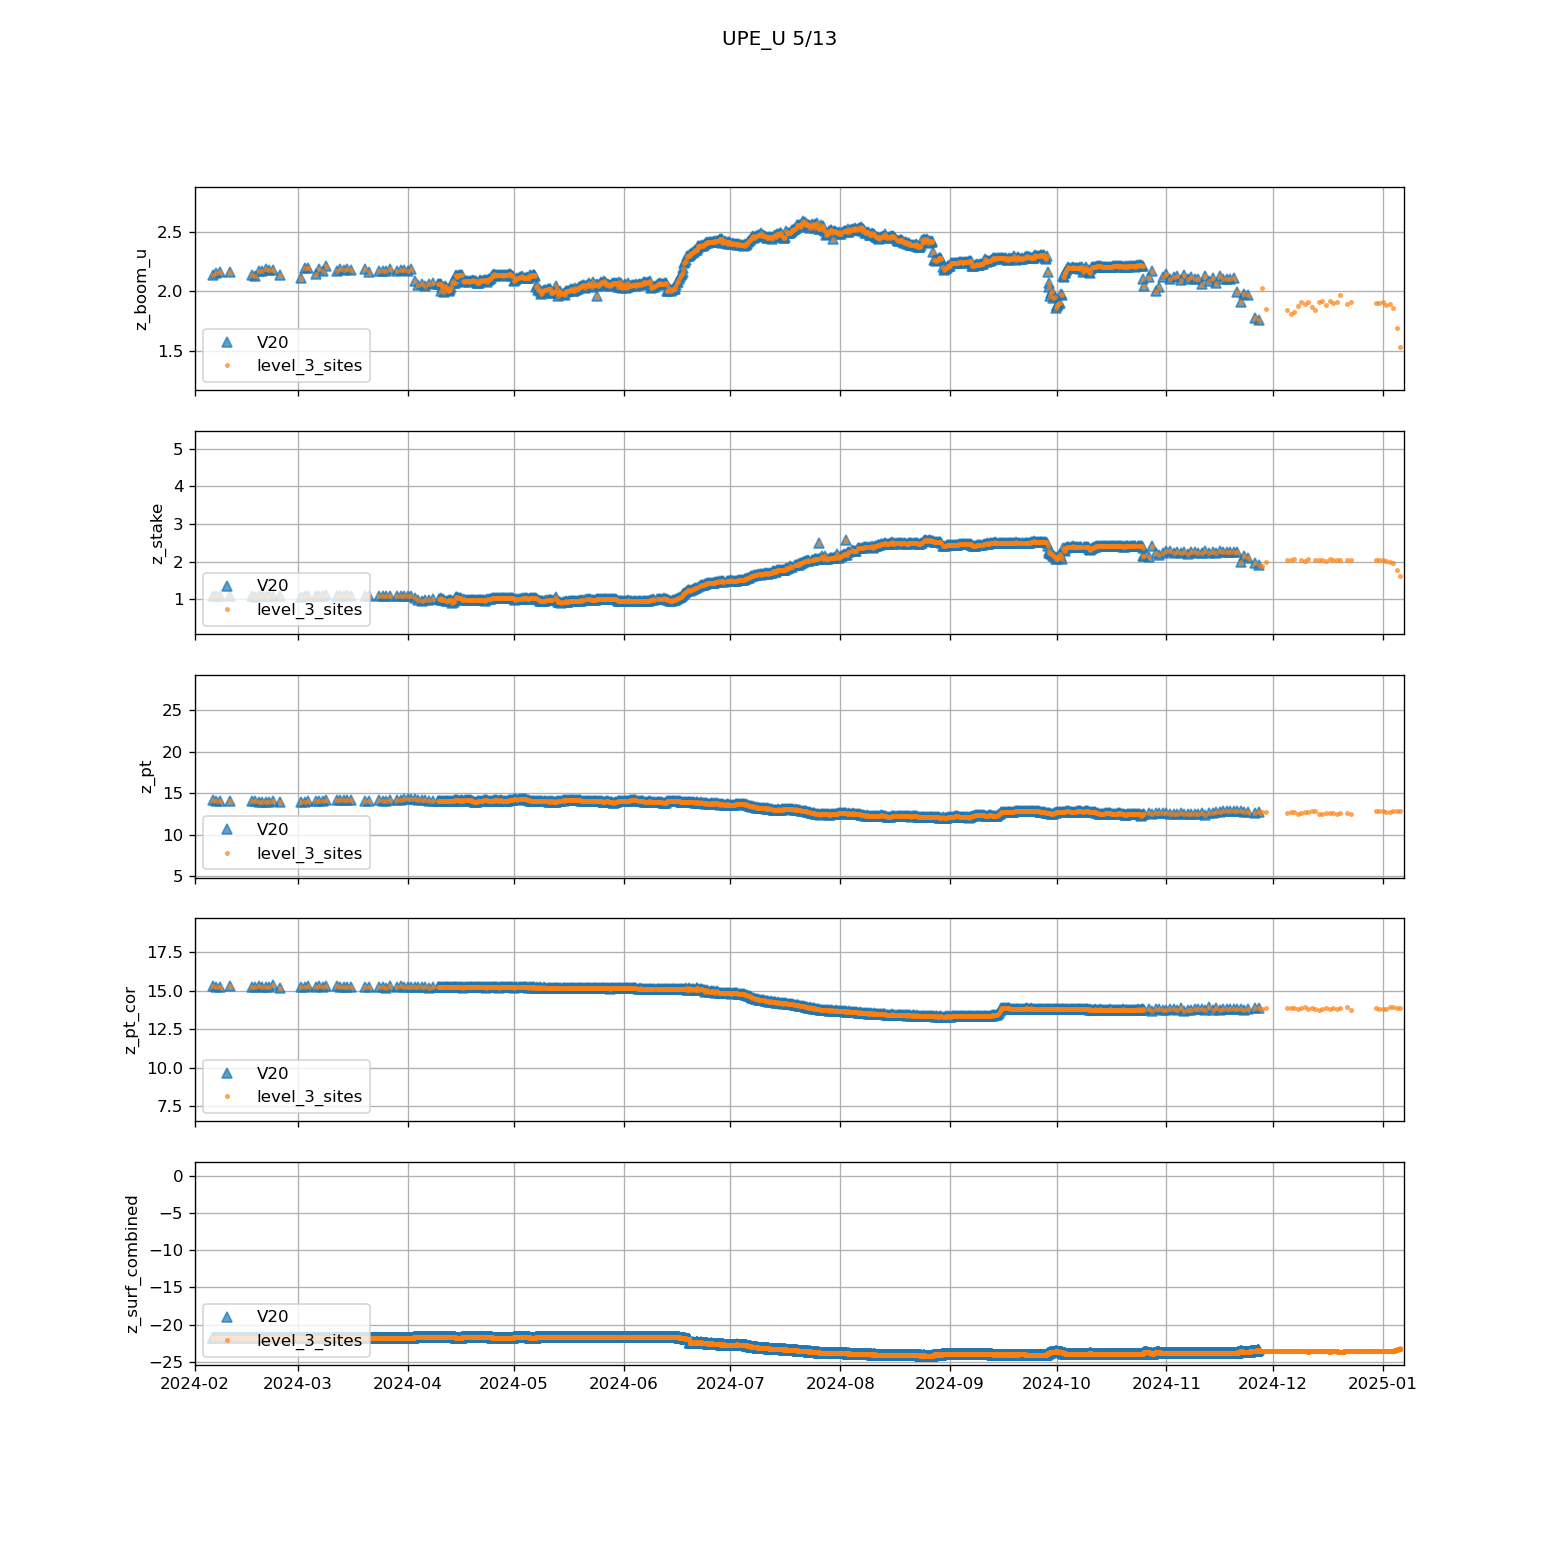 UPE_U 5/13
z_boom_u
2.5
2.0
1.5
V20
level_3_sites
z_stake
5
4
3
2
1
V20
level_3_sites
z_pt
25
20
15
10
5
V20
level_3_sites
z_pt_cor
17.5
15.0
12.5
10.0
7.5
V20
level_3_sites
z_surf_combined
0
−5
−10
−15
−20
−25
V20
level_3_sites
2024-02 2024-03 2024-04 2024-05 2024-06 2024-07 2024-08 2024-09 2024-10 2024-11 2024-12 2025-01